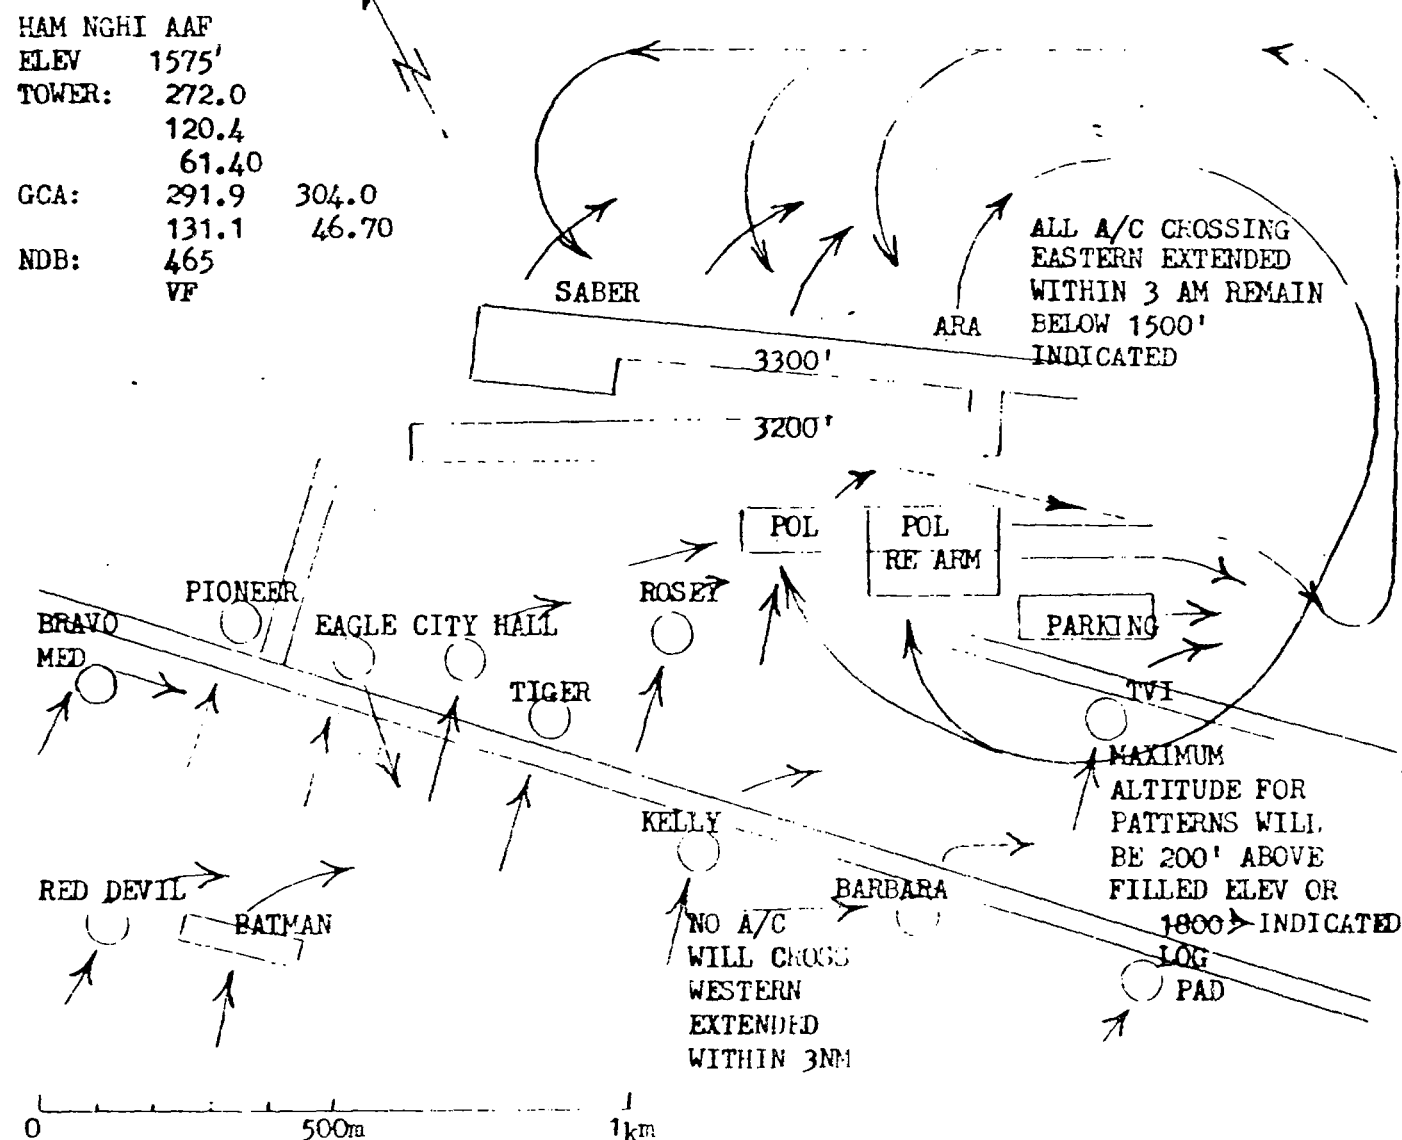 HAM NGHI AAF
ELEV 1575'
TOWER: 272.0
120.4
61.40
GCA: 291.9 304.0
131.1 46.70
NDB: 465
VF
ALL A/C CROSSING
EASTERN EXTENDED
WITHIN 3 AM REMAIN
BELOW 1500'
INDICATED
SABER
ARA
3300'
3200'
POL
POL
RE ARM
PIONEER
ROSEY
BRAVO
MED
EAGLE CITY HALL
PARKING
TIGER
TVI
MAXIMUM
ALTITUDE FOR
PATTERNS WILL
BE 200' ABOVE
FILLED ELEV OR
1800' INDICATED
KELLY
RED DEVIL
BATMAN
BARBARA
NO A/C
WILL CROSS
WESTERN
EXTENDED
WITHIN 3NM
LOG
PAD
0 500m 1km